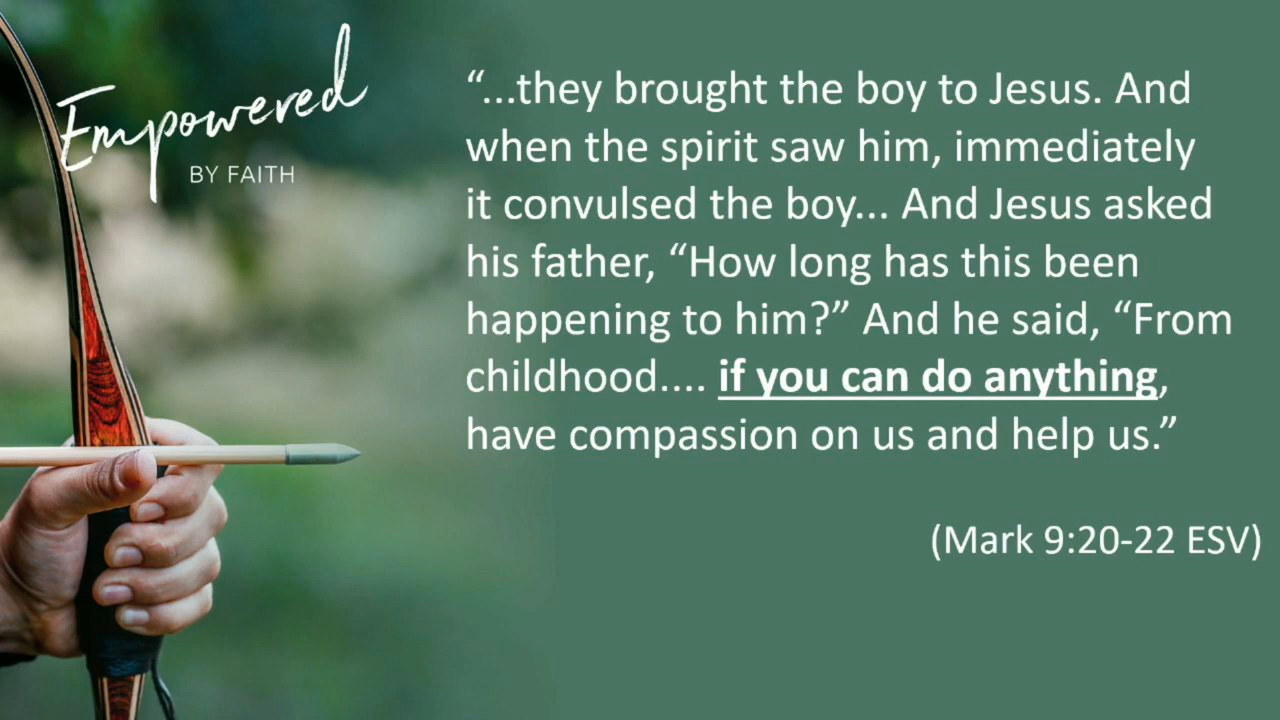 Empowered
BY FAITH
“...they brought the boy to Jesus. And
when the spirit saw him, immediately
it convulsed the boy... And Jesus asked
his father, “How long has this been
happening to him?” And he said, “From
childhood.... if you can do anything,
have compassion on us and help us.”
(Mark 9:20-22 ESV)